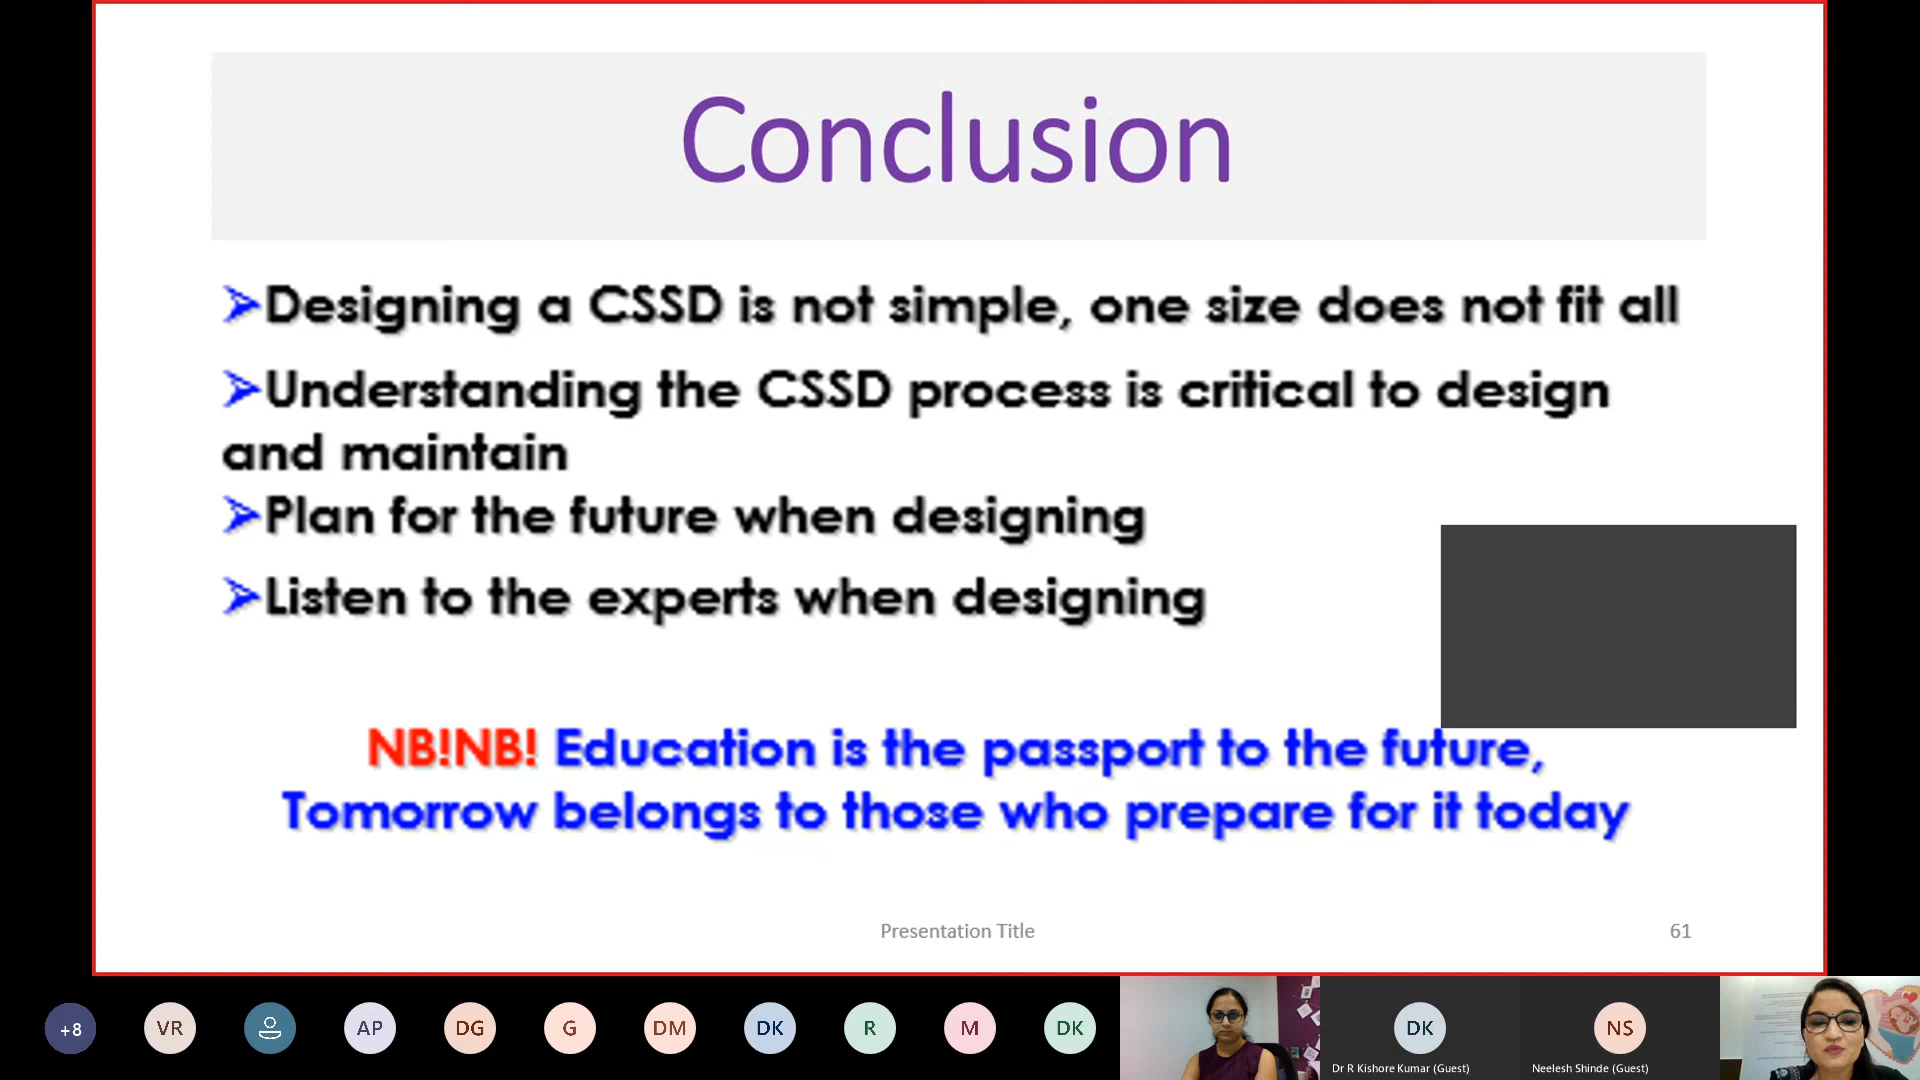 Conclusion
➢Designing a CSSD is not simple, one size does not fit all
➢Understanding the CSSD process is critical to design
and maintain
➢Plan for the future when designing
➢Listen to the experts when designing
NB!NB! Education is the passport to the future,
Tomorrow belongs to those who prepare for it today
Presentation Title
61
+8
VR
AP
DG
G
DM
DK
R
M
DK
DK
NS
Dr R Kishore Kumar (Guest)
Neelesh Shinde (Guest)